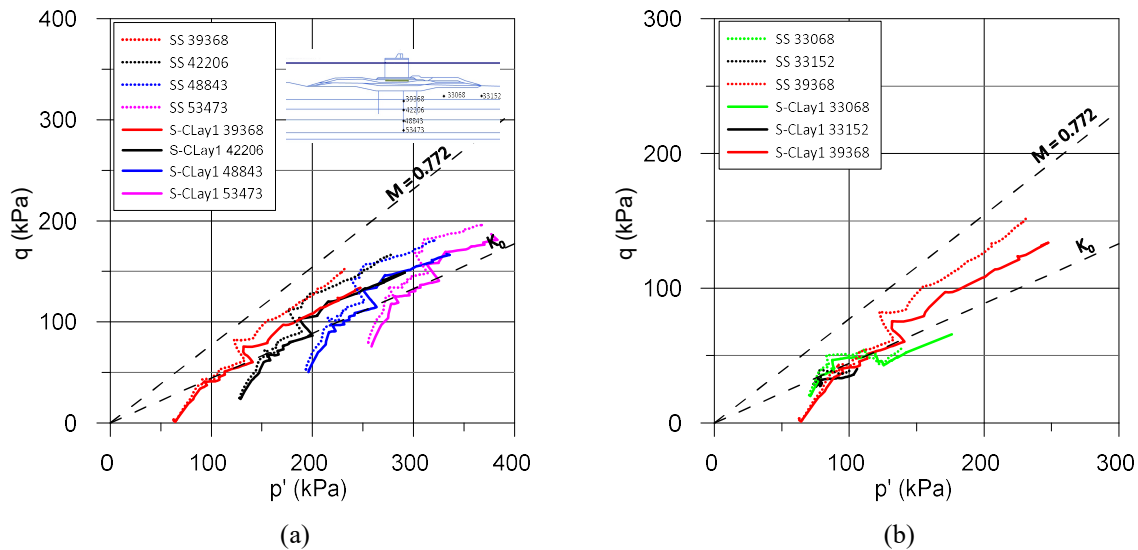 400
300
200
100
0
q (kPa)
SS 39368
SS 42206
SS 48843
SS 53473
S-CLay1 39368
S-CLay1 42206
S-CLay1 48843
S-CLay1 53473
39368
42206
48843
53473
33068
33152
M = 0.772
K0
0
100
200
300
400
p' (kPa)
(a)
300
200
100
0
q (kPa)
SS 33068
SS 33152
SS 39368
S-CLay1 33068
S-CLay1 33152
S-CLay1 39368
M = 0.772
K0
0
100
200
300
p' (kPa)
(b)